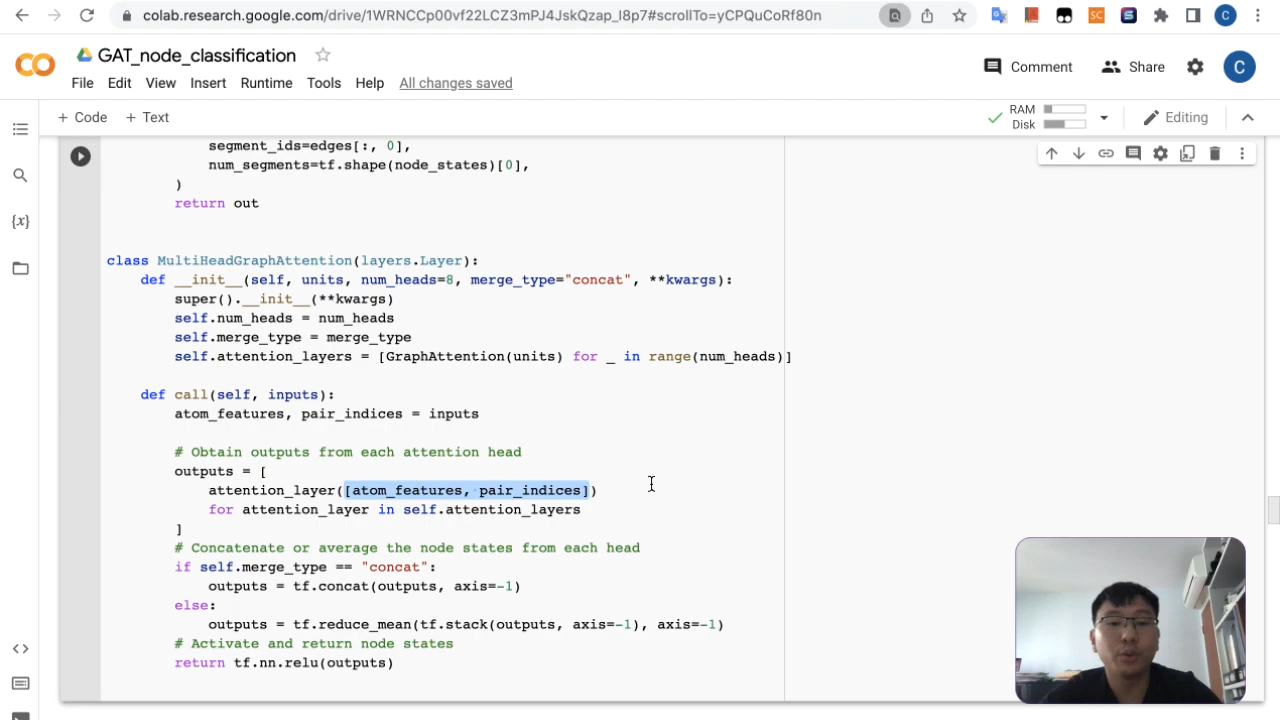 colab.research.google.com/drive/1WRNCCp00vf22LCZ3mPJ4JskQzap_I8p7#scrollTo=yCPQuCoRf80n
SC
S
C
GAT_node_classification
Comment
Share
C
File Edit View Insert Runtime Tools Help All changes saved
+ Code + Text
RAM
Disk
Editing
{x}
segment_ids=edges[:, 0],
num_segments=tf.shape(node_states)[0],
)
return out
class MultiHeadGraphAttention(layers.Layer):
def __init__(self, units, num_heads=8, merge_type="concat", **kwargs):
super().__init__(**kwargs)
self.num_heads = num_heads
self.merge_type = merge_type
self.attention_layers = [GraphAttention(units) for _ in range(num_heads)]
def call(self, inputs):
atom_features, pair_indices = inputs
# Obtain outputs from each attention head
outputs = [
attention_layer([atom_features, pair_indices])
for attention_layer in self.attention_layers
]
# Concatenate or average the node states from each head
if self.merge_type == "concat":
outputs = tf.concat(outputs, axis=-1)
else:
outputs = tf.reduce_mean(tf.stack(outputs, axis=-1), axis=-1)
# Activate and return node states
return tf.nn.relu(outputs)